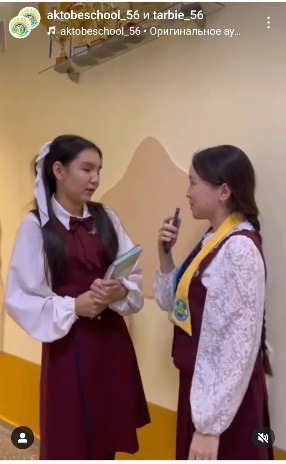 aktobeschool_56 и tarbie_56
aktobeschool_56 • Оригинальное ау...